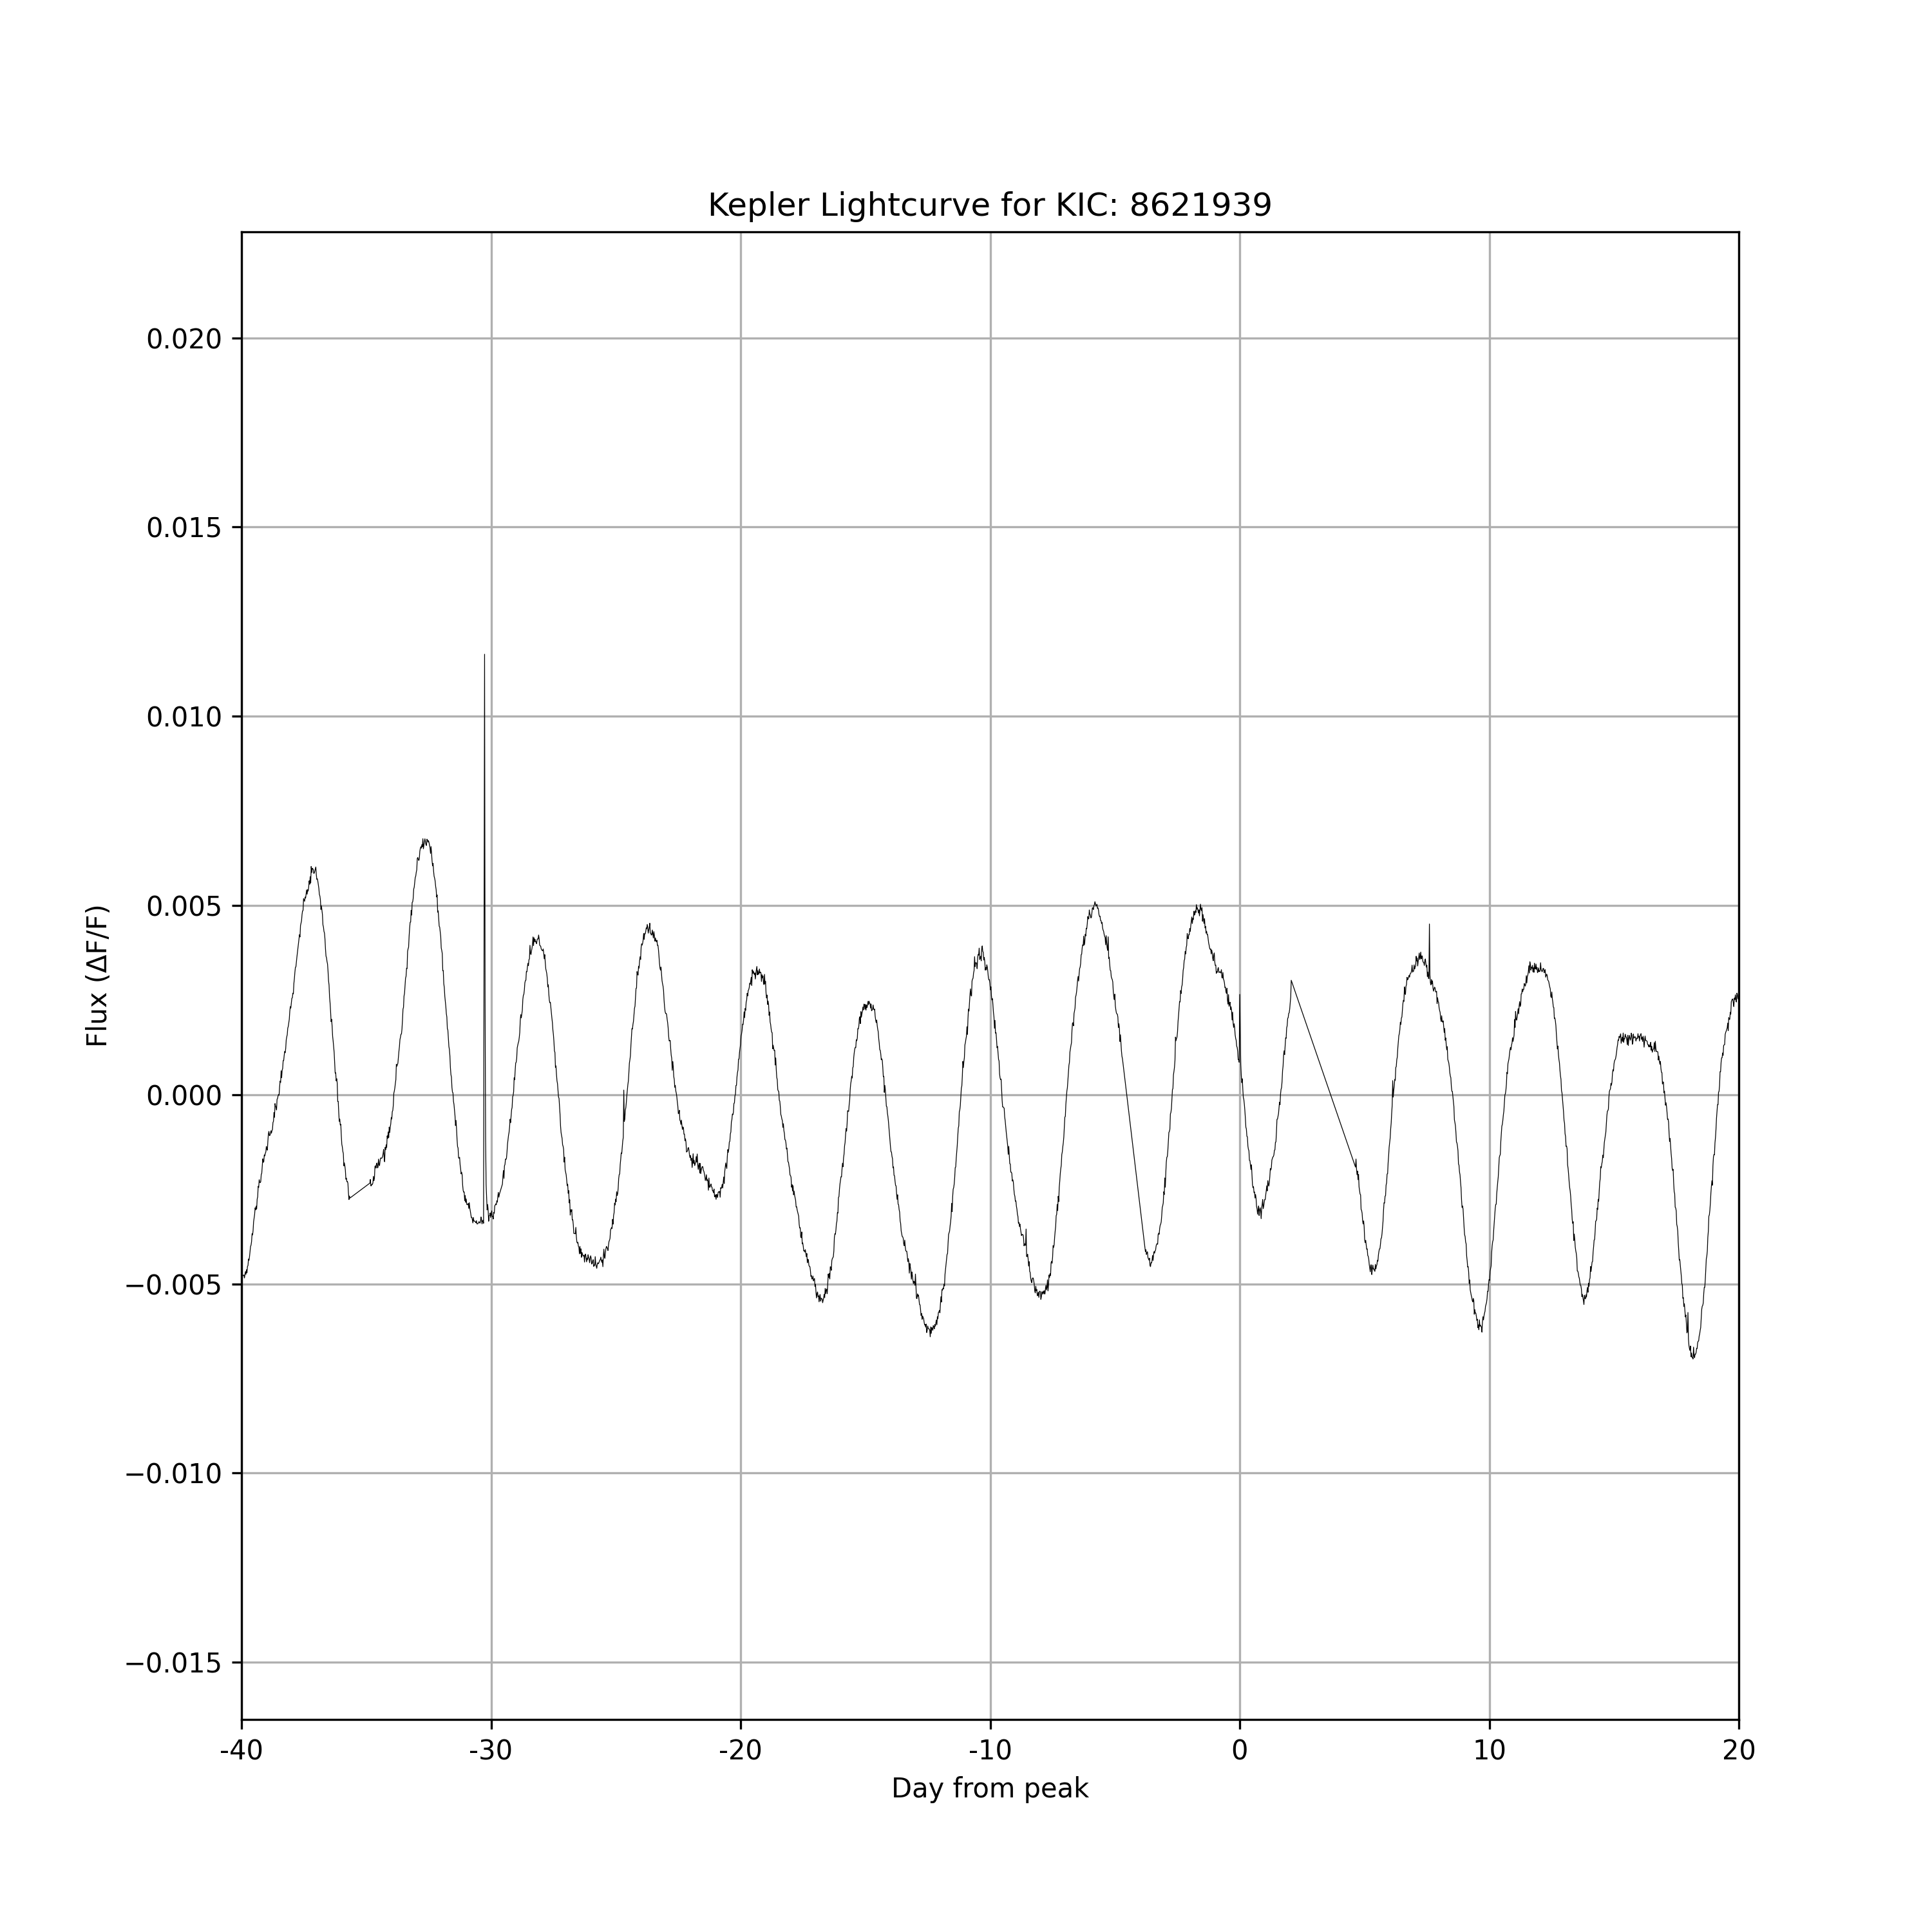 Kepler Lightcurve for KIC: 8621939
0.020
0.015
0.010
0.005
0.000
−0.005
−0.010
−0.015
Flux (ΔF/F)
-40 -30 -20 -10 0 10 20
Day from peak